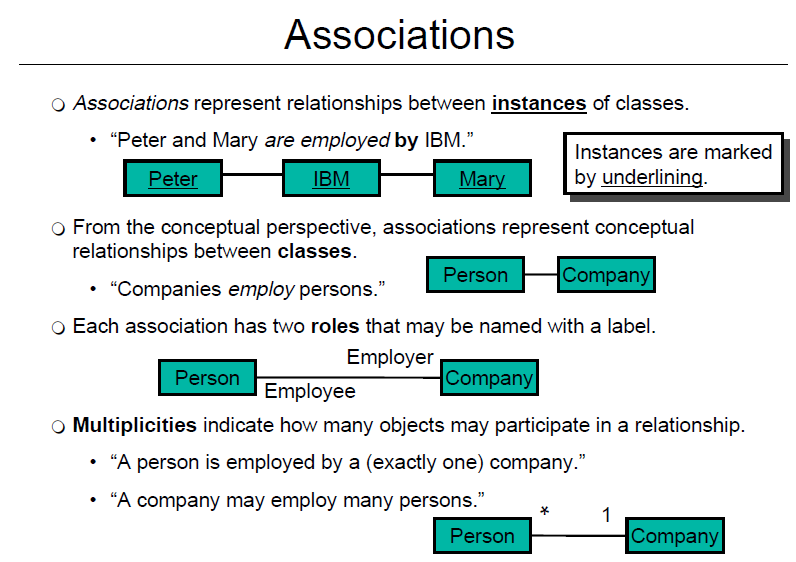 Associations
Associations represent relationships between instances of classes.
• “Peter and Mary are employed by IBM.”
Instances are marked
by underlining.
Peter IBM Mary
From the conceptual perspective, associations represent conceptual
relationships between classes.
Person Company
• “Companies employ persons.”
Each association has two roles that may be named with a label.
Employer
Person Company
Employee
Multiplicities indicate how many objects may participate in a relationship.
• “A person is employed by a (exactly one) company.”
• “A company may employ many persons.”
* 1
Person Company